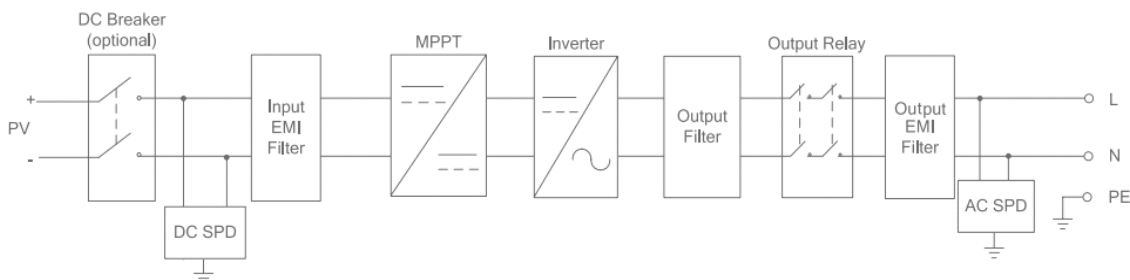 DC Breaker
(optional)
MPPT
Inverter
Output Relay
+
PV
-
Input
EMI
Filter
Output
Filter
Output
EMI
Filter
L
N
PE
DC SPD
AC SPD